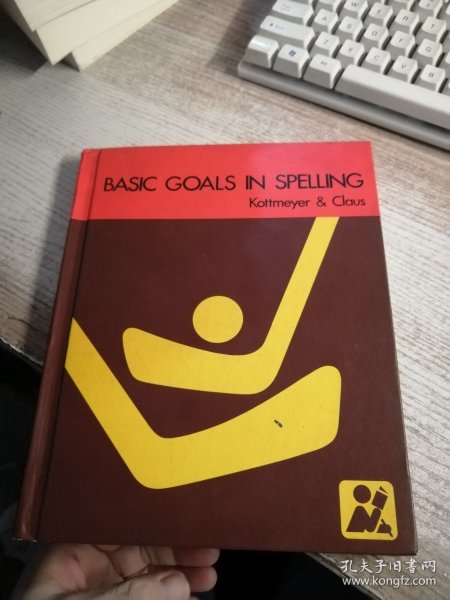 BASIC GOALS IN SPELLING
Kottmeyer & Claus
孔夫子旧书网
www.kongfz.com